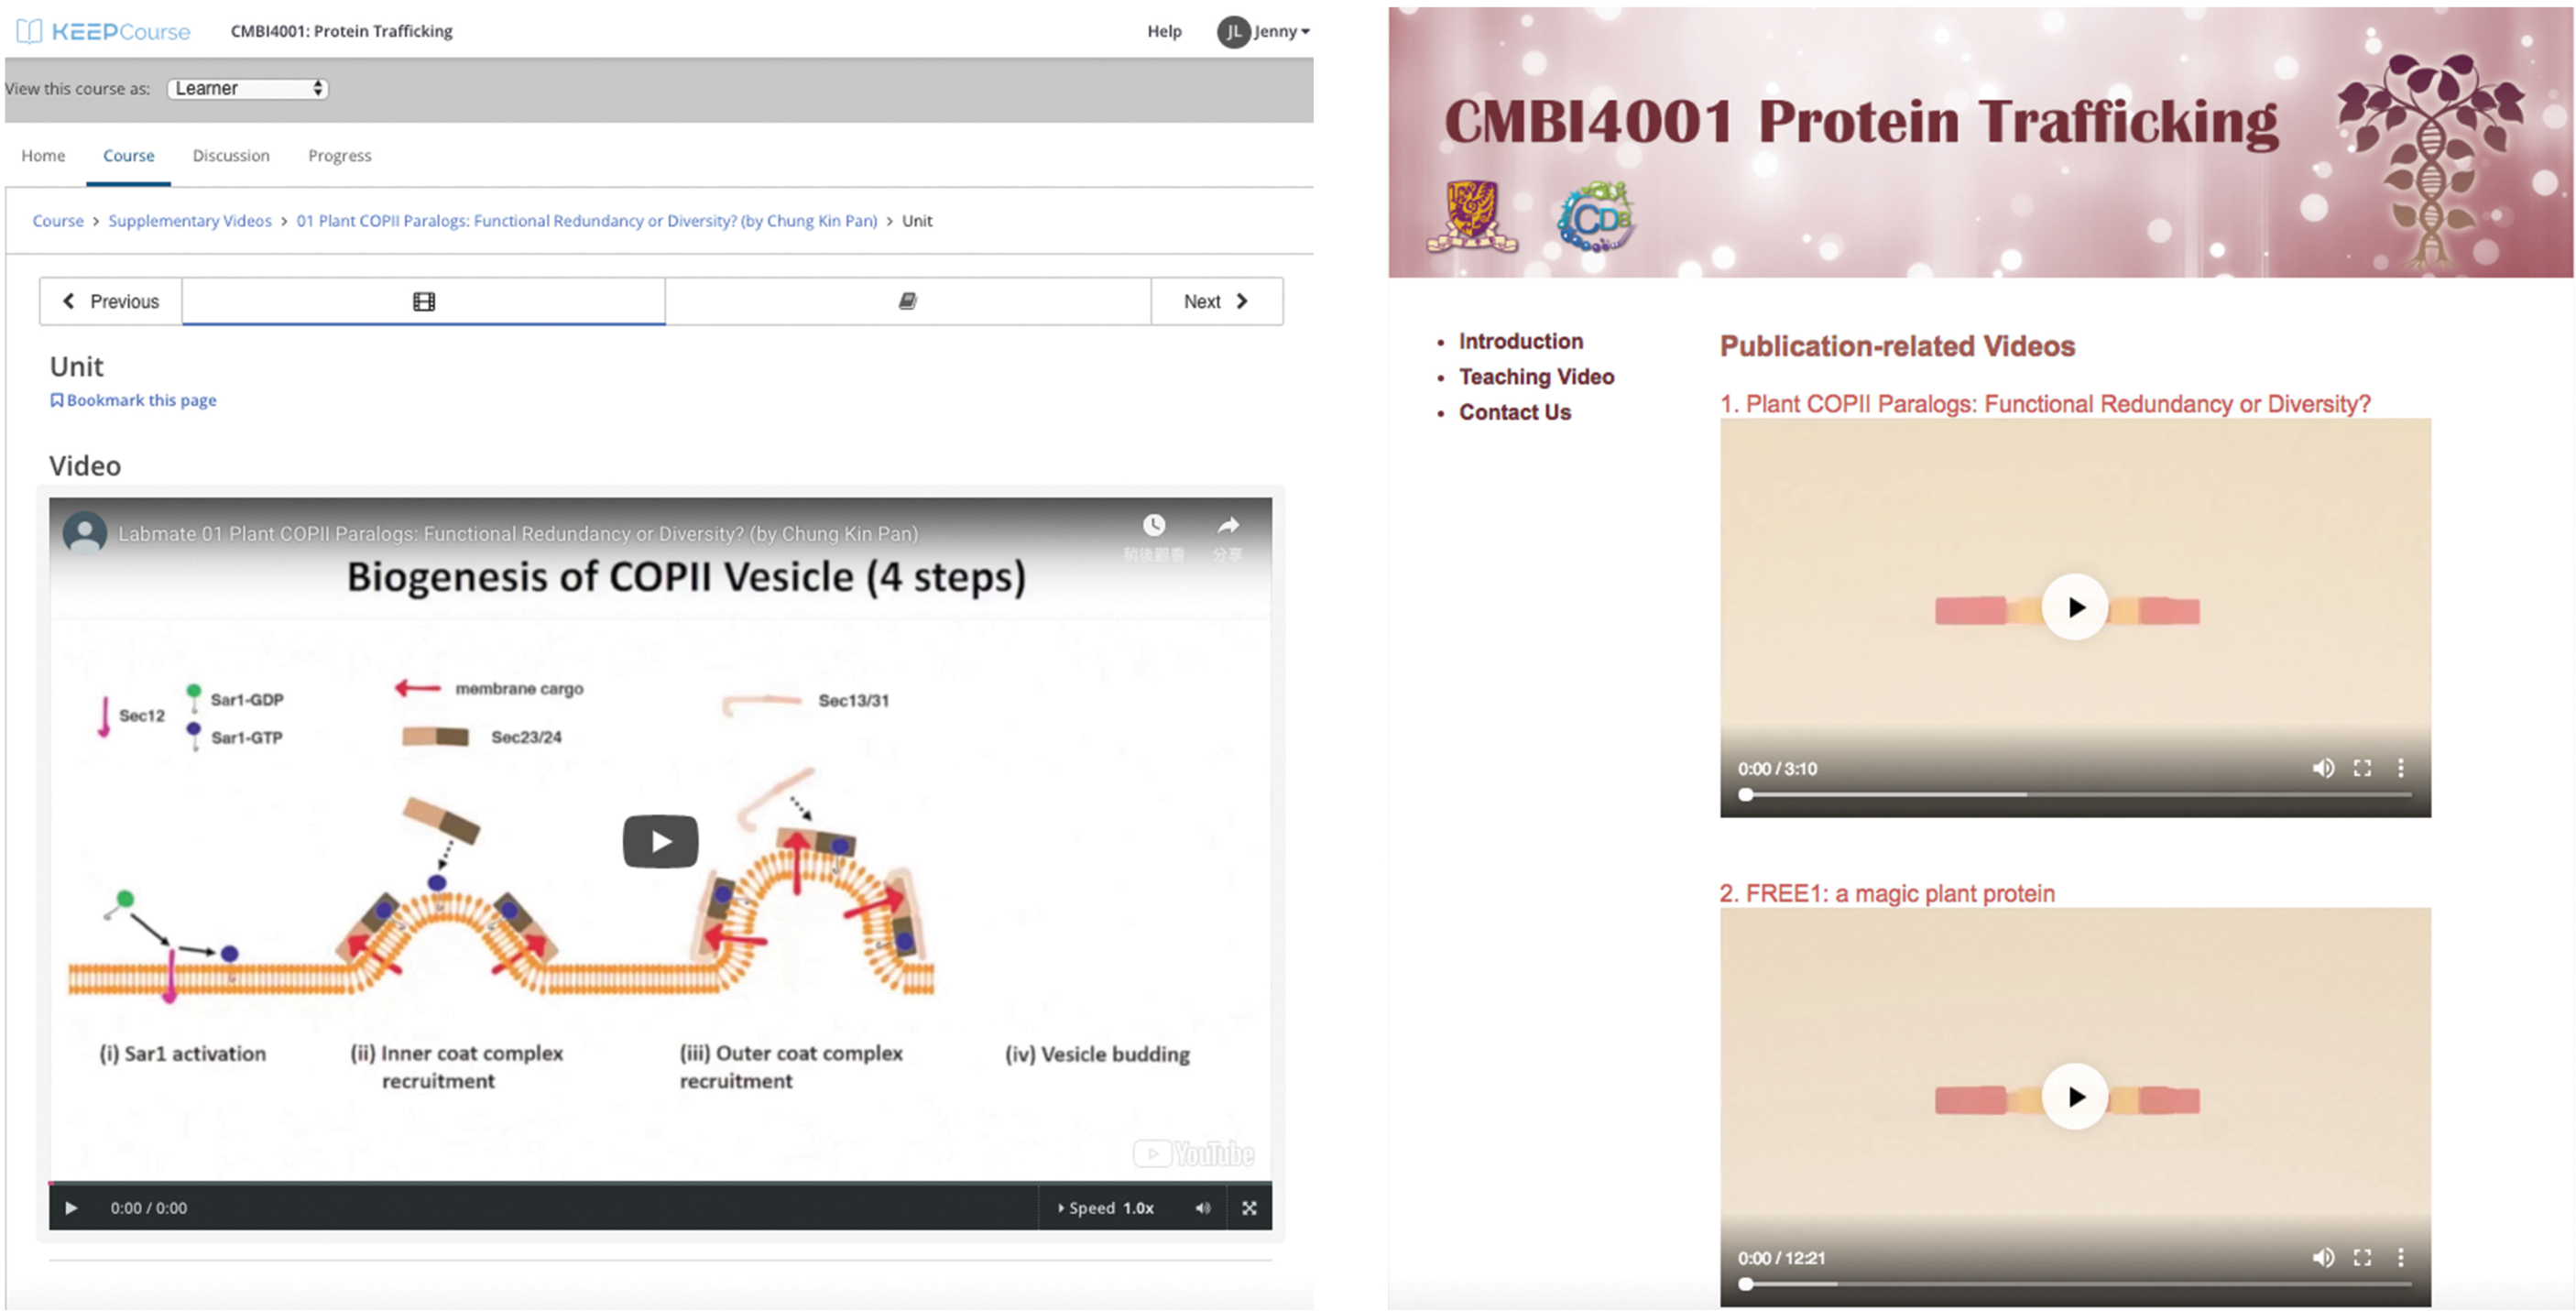 KEEPCourse CMBI4001: Protein Trafficking Help JL Jenny
View this course as: Learner
Home Course Discussion Progress
Course > Supplementary Videos > 01 Plant COPII Paralogs: Functional Redundancy or Diversity? (by Chung Kin Pan) > Unit
Previous Next
Unit
Bookmark this page
Video
Labmate 01 Plant COPII Paralogs: Functional Redundancy or Diversity? (by Chung Kin Pan)
稍後觀看 分享
Biogenesis of COPII Vesicle (4 steps)
Sec12
Sar1-GDP
Sar1-GTP
membrane cargo
Sec23/24
Sec13/31
(i) Sar1 activation
(ii) Inner coat complex
recruitment
(iii) Outer coat complex
recruitment
(iv) Vesicle budding
YouTube
0:00 / 0:00 Speed 1.0x
CMBI4001 Protein Trafficking
CDB
• Introduction
• Teaching Video
• Contact Us
Publication-related Videos
1. Plant COPII Paralogs: Functional Redundancy or Diversity?
0:00 / 3:10
2. FREE1: a magic plant protein
0:00 / 12:21